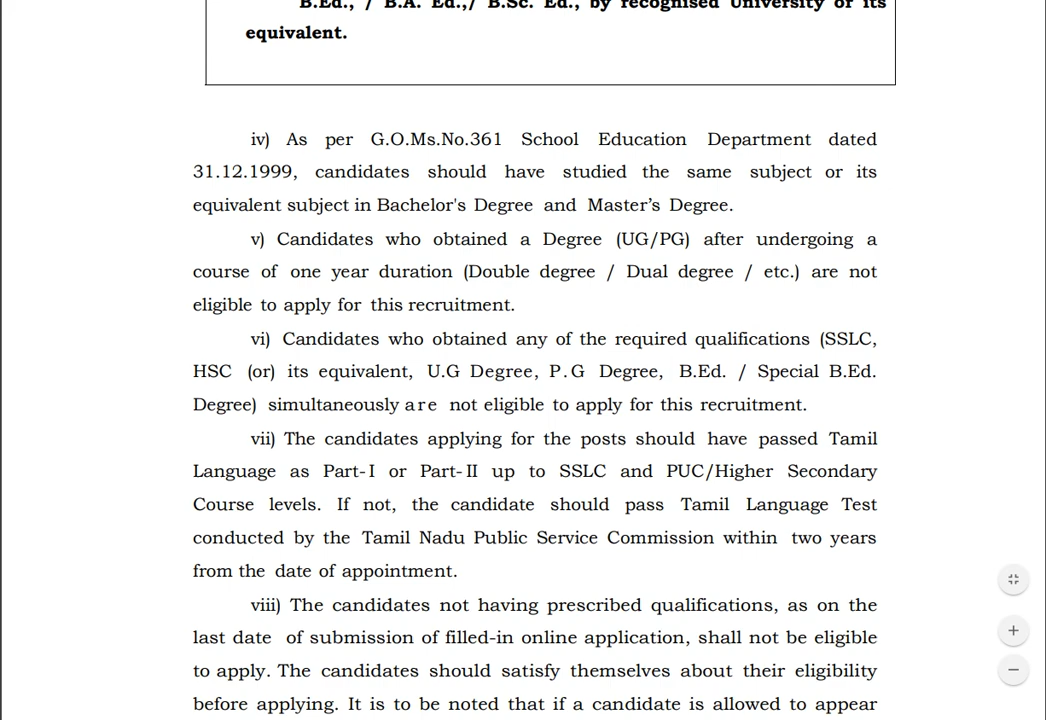 B.Ed., / B.A. Ed.,/ B.Sc. Ed., by recognised University or its
equivalent.
iv) As per G.O.Ms.No.361 School Education Department dated
31.12.1999, candidates should have studied the same subject or its
equivalent subject in Bachelor's Degree and Master’s Degree.
v) Candidates who obtained a Degree (UG/PG) after undergoing a
course of one year duration (Double degree / Dual degree / etc.) are not
eligible to apply for this recruitment.
vi) Candidates who obtained any of the required qualifications (SSLC,
HSC (or) its equivalent, U.G Degree, P.G Degree, B.Ed. / Special B.Ed.
Degree) simultaneously are not eligible to apply for this recruitment.
vii) The candidates applying for the posts should have passed Tamil
Language as Part-I or Part-II up to SSLC and PUC/Higher Secondary
Course levels. If not, the candidate should pass Tamil Language Test
conducted by the Tamil Nadu Public Service Commission within two years
from the date of appointment.
viii) The candidates not having prescribed qualifications, as on the
last date of submission of filled-in online application, shall not be eligible
to apply. The candidates should satisfy themselves about their eligibility
before applying. It is to be noted that if a candidate is allowed to appear